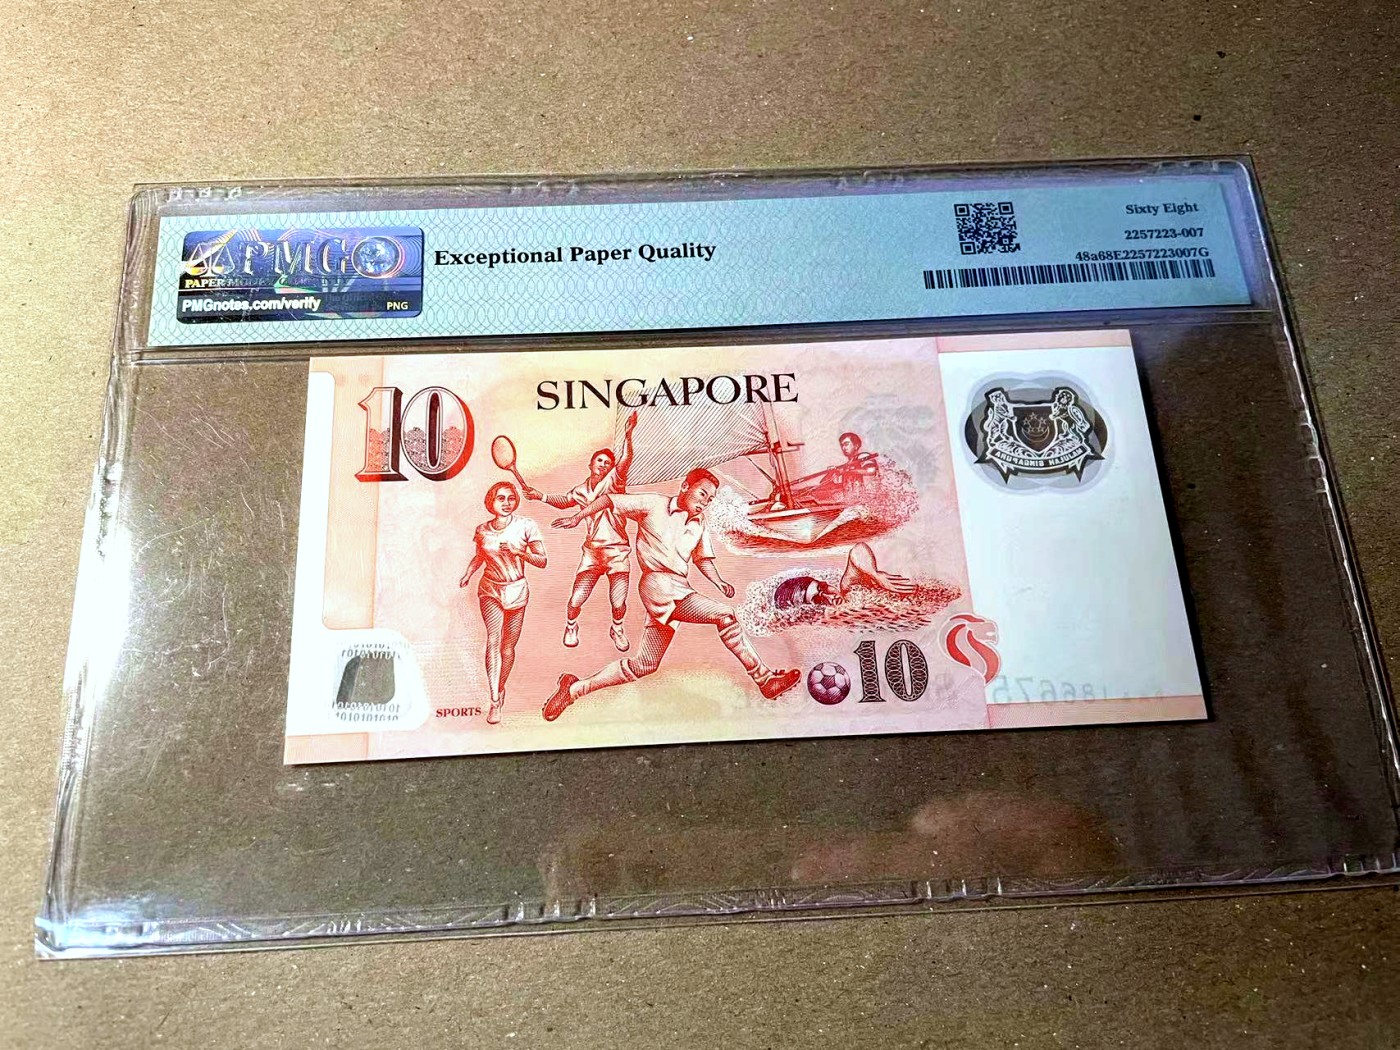 PMG
PAPER MONEY
PMGnotes.com/verify
PNG
Exceptional Paper Quality
Sixty Eight
2257223-007
48a68E2257223007G
10
SINGAPORE
MAJULAH SINGAPURA
10
SPORTS
10101010